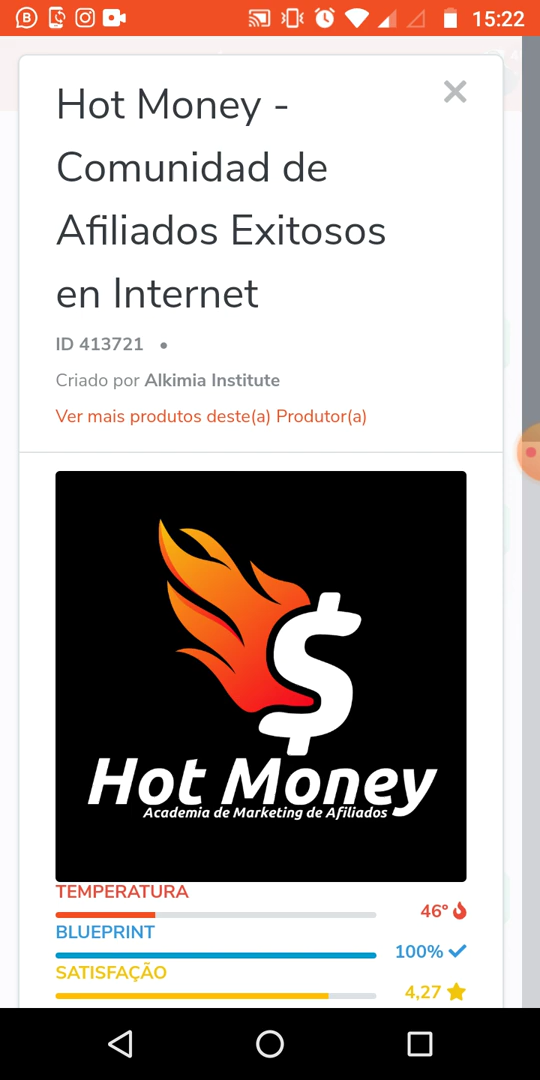 15:22
Hot Money -
Comunidad de
Afiliados Exitosos
en Internet
ID 413721 •
Criado por Alkimia Institute
Ver mais produtos deste(a) Produtor(a)
$
Hot Money
Academia de Marketing de Afiliados
TEMPERATURA
46º
BLUEPRINT
100%
SATISFAÇÃO
4,27